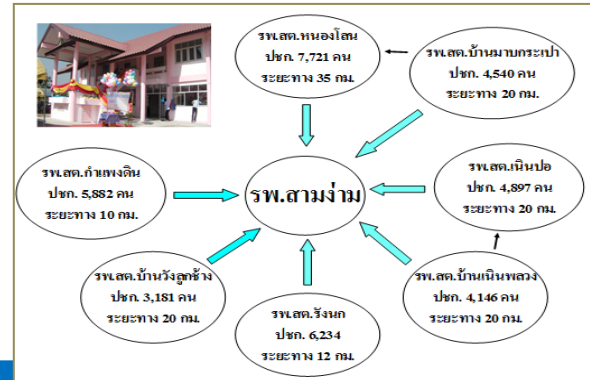 รพ.สต.หนองโสน
ปชก. 7,721 คน
ระยะทาง 35 กม.
รพ.สต.บ้านมาบกระเปา
ปชก. 4,540 คน
ระยะทาง 20 กม.
รพ.สต.กำแพงดิน
ปชก. 5,882 คน
ระยะทาง 10 กม.
รพ.สามง่าม
รพ.สต.เนินปอ
ปชก. 4,897 คน
ระยะทาง 20 กม.
รพ.สต.บ้านวังลูกช้าง
ปชก. 3,181 คน
ระยะทาง 20 กม.
รพ.สต.รังนก
ปชก. 6,234
ระยะทาง 12 กม.
รพ.สต.บ้านเนินพลวง
ปชก. 4,146 คน
ระยะทาง 20 กม.